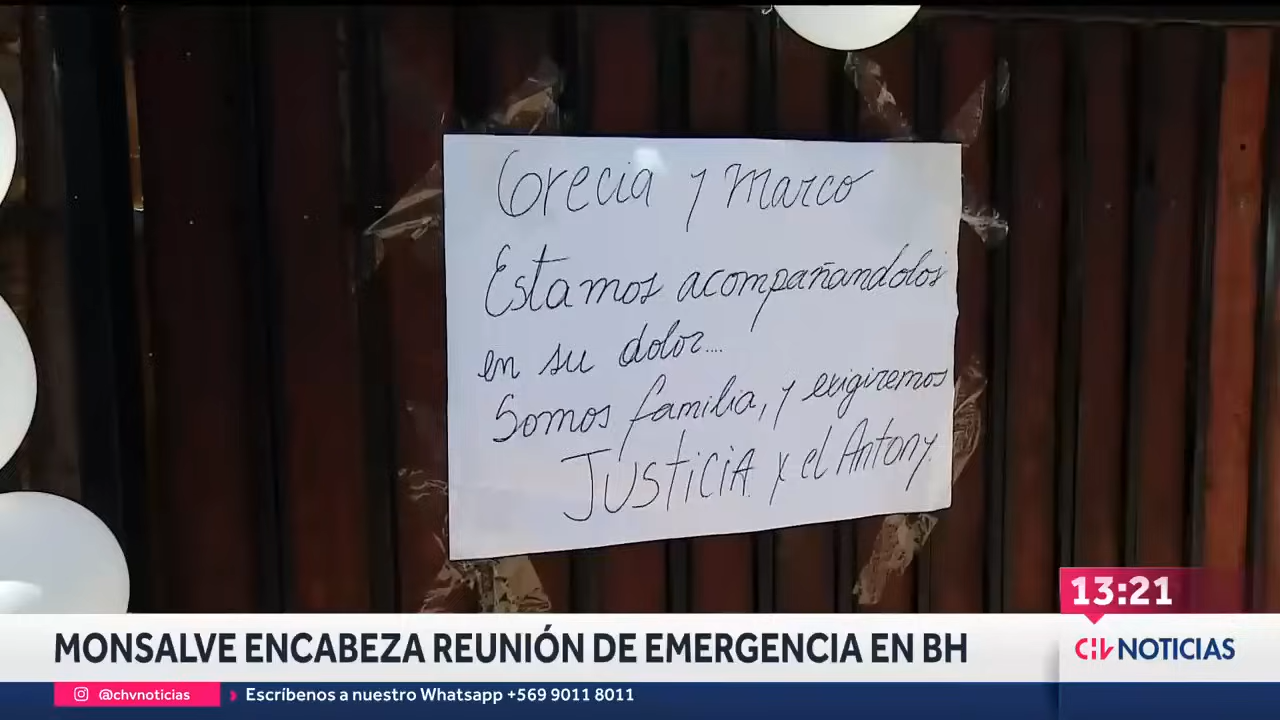 Grecia y Marco
Estamos acompañandolos
en su dolor....
Somos familia, y exigiremos
JUSTICIA x el Antony.
13:21
MONSALVE ENCABEZA REUNIÓN DE EMERGENCIA EN BH
CHV NOTICIAS
@chvnoticias
Escríbenos a nuestro Whatsapp +569 9011 8011